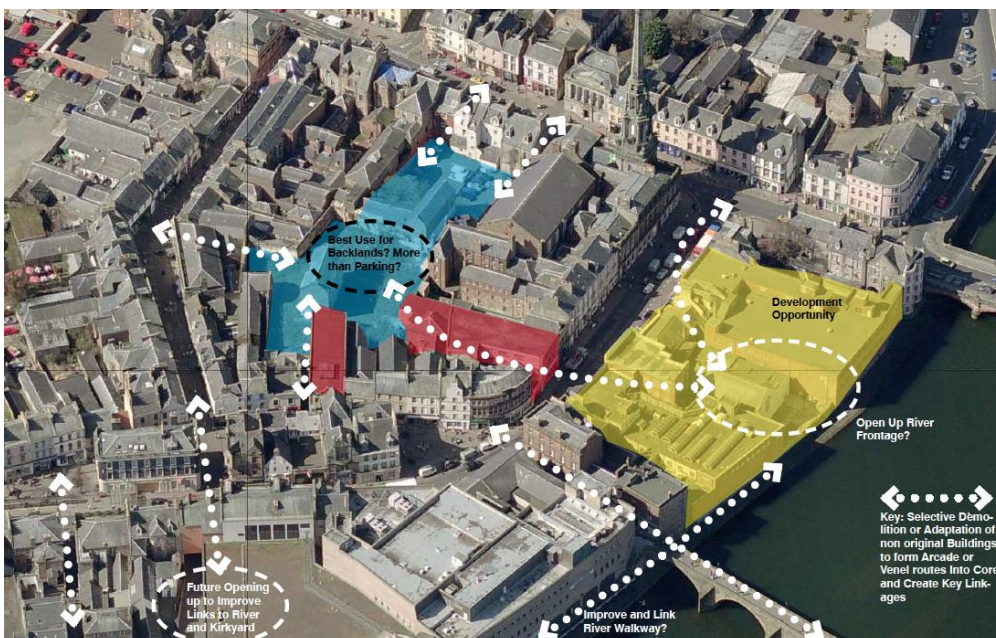 Best Use for
Backlands? More
than Parking?
Development
Opportunity
Open Up River
Frontage?
Key: Selective Demo-
lition or Adaptation of
non original Buildings
to form Arcade or
Venel routes Into Core
and Create Key Link-
ages
Future Opening
up to Improve
Links to River
and Kirkyard
Improve and Link
River Walkway?